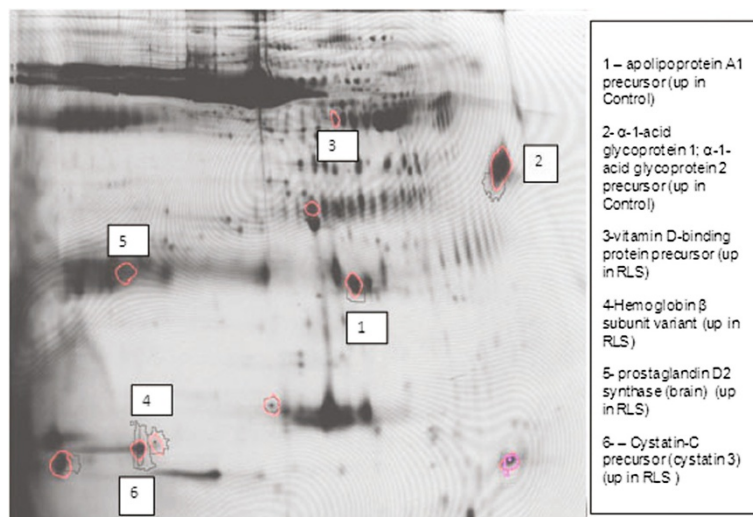 3
2
5
1
4
6
1 – apolipoprotein A1
precursor (up in
Control)
2- α-1-acid
glycoprotein 1; α-1-
acid glycoprotein 2
precursor (up in
Control)
3-vitamin D-binding
protein precursor (up
in RLS)
4-Hemoglobin β
subunit variant (up in
RLS)
5- prostaglandin D2
synthase (brain) (up
in RLS)
6- – Cystatin-C
precursor (cystatin 3)
(up in RLS )